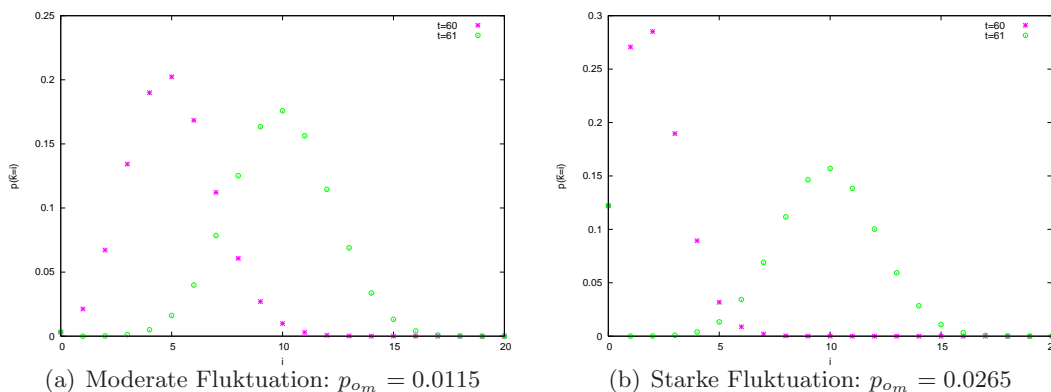 0.25
0.2
0.15
0.1
0.05
0
0 5 10 15 20
i
p(k̄=i)
t=60
t=61
(a) Moderate Fluktuation: p_{o_m} = 0.0115
0.3
0.25
0.2
0.15
0.1
0.05
0
0 5 10 15 20
i
p(k̄=i)
t=60
t=61
(b) Starke Fluktuation: p_{o_m} = 0.0265